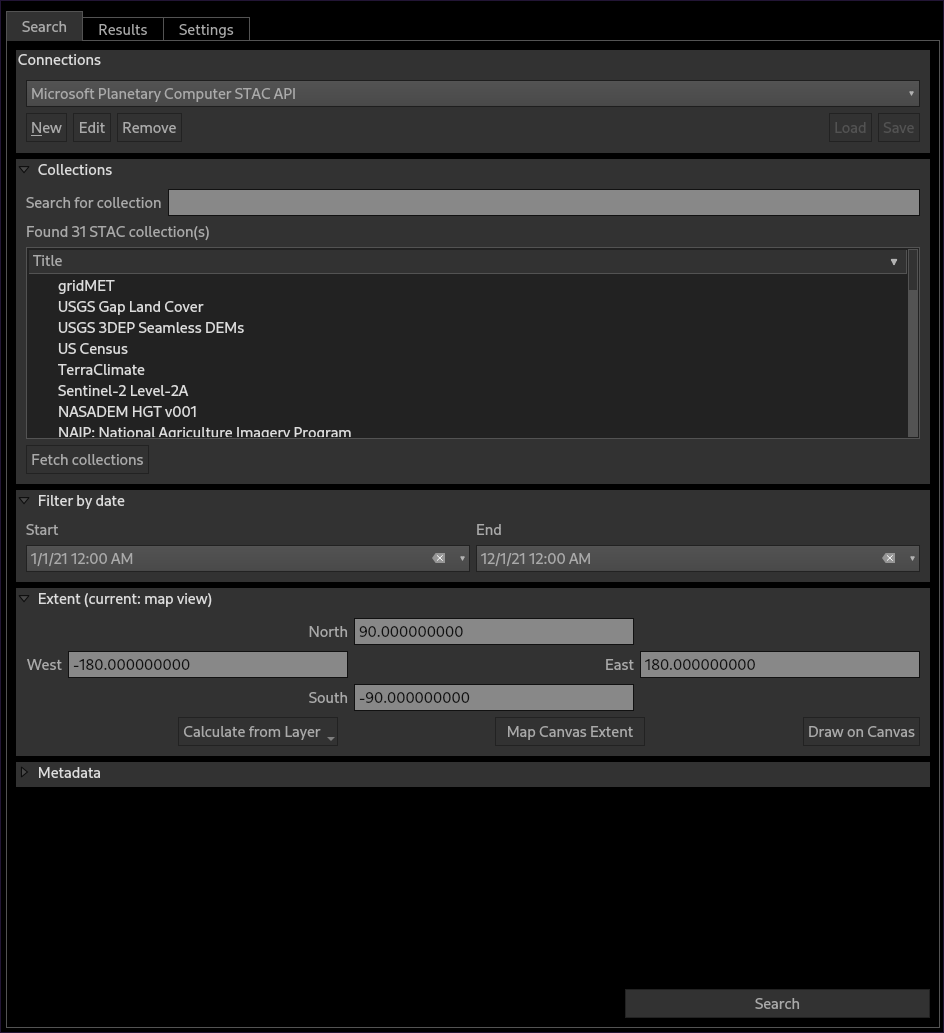 Search Results Settings
Connections
Microsoft Planetary Computer STAC API
New Edit Remove Load Save
Collections
Search for collection
Found 31 STAC collection(s)
Title
gridMET
USGS Gap Land Cover
USGS 3DEP Seamless DEMs
US Census
TerraClimate
Sentinel-2 Level-2A
NASADEM HGT v001
NAIP: National Agriculture Imagery Program
Fetch collections
Filter by date
Start End
1/1/21 12:00 AM 12/1/21 12:00 AM
Extent (current: map view)
North 90.000000000
West -180.000000000 East 180.000000000
South -90.000000000
Calculate from Layer Map Canvas Extent Draw on Canvas
Metadata
Search